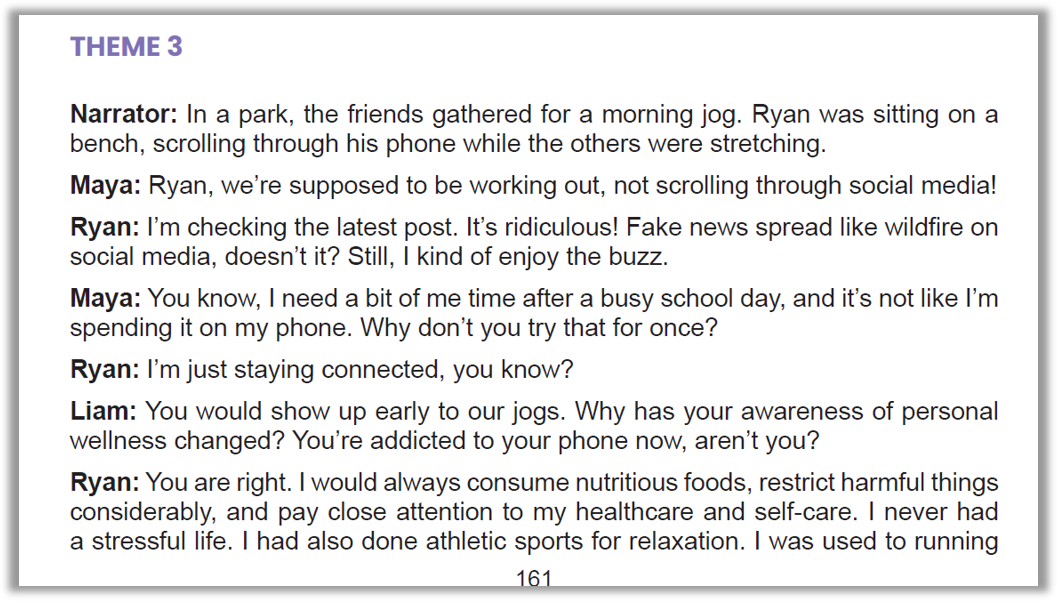 THEME 3
Narrator: In a park, the friends gathered for a morning jog. Ryan was sitting on a
bench, scrolling through his phone while the others were stretching.
Maya: Ryan, we’re supposed to be working out, not scrolling through social media!
Ryan: I’m checking the latest post. It’s ridiculous! Fake news spread like wildfire on
social media, doesn’t it? Still, I kind of enjoy the buzz.
Maya: You know, I need a bit of me time after a busy school day, and it’s not like I’m
spending it on my phone. Why don’t you try that for once?
Ryan: I’m just staying connected, you know?
Liam: You would show up early to our jogs. Why has your awareness of personal
wellness changed? You’re addicted to your phone now, aren’t you?
Ryan: You are right. I would always consume nutritious foods, restrict harmful things
considerably, and pay close attention to my healthcare and self-care. I never had
a stressful life. I had also done athletic sports for relaxation. I was used to running
161